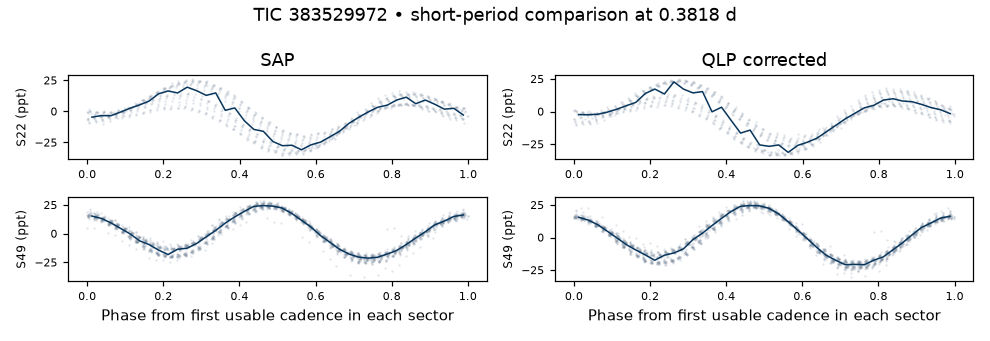 TIC 383529972 • short-period comparison at 0.3818 d
SAP
QLP corrected
S22 (ppt)
25
0
−25
0.0 0.2 0.4 0.6 0.8 1.0
S22 (ppt)
25
0
−25
0.0 0.2 0.4 0.6 0.8 1.0
S49 (ppt)
25
0
−25
0.0 0.2 0.4 0.6 0.8 1.0
Phase from first usable cadence in each sector
S49 (ppt)
25
0
−25
0.0 0.2 0.4 0.6 0.8 1.0
Phase from first usable cadence in each sector